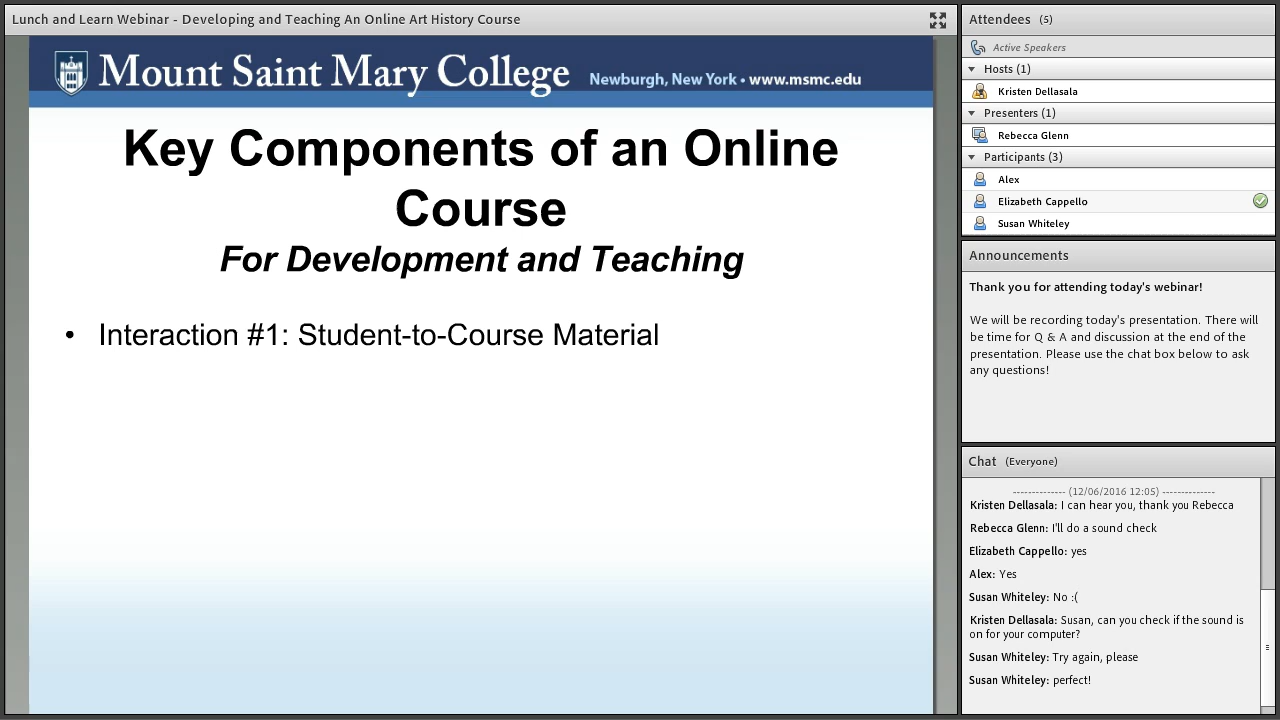 Lunch and Learn Webinar - Developing and Teaching An Online Art History Course
Mount Saint Mary College Newburgh, New York • www.msmc.edu
Key Components of an Online
Course
For Development and Teaching
• Interaction #1: Student-to-Course Material
Attendees (5)
Active Speakers
Hosts (1)
Kristen Dellasala
Presenters (1)
Rebecca Glenn
Participants (3)
Alex
Elizabeth Cappello
Susan Whiteley
Announcements
Thank you for attending today's webinar!
We will be recording today's presentation. There will
be time for Q & A and discussion at the end of the
presentation. Please use the chat box below to ask
any questions!
Chat (Everyone)
-------------- (12/06/2016 12:05) --------------
Kristen Dellasala: I can hear you, thank you Rebecca
Rebecca Glenn: I'll do a sound check
Elizabeth Cappello: yes
Alex: Yes
Susan Whiteley: No :(
Kristen Dellasala: Susan, can you check if the sound is
on for your computer?
Susan Whiteley: Try again, please
Susan Whiteley: perfect!